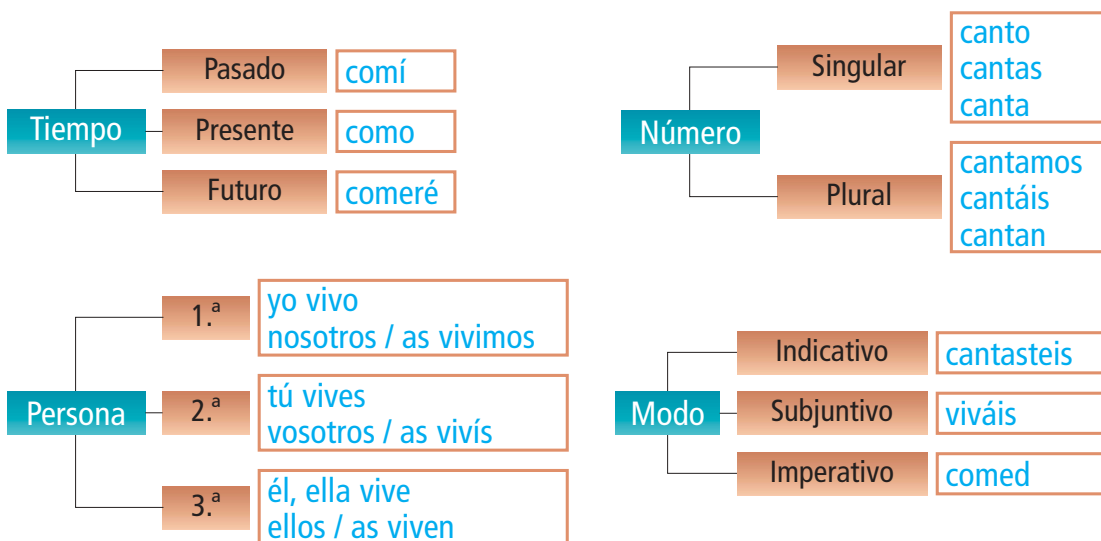 Tiempo
Pasado
comí
Presente
como
Futuro
comeré
Número
Singular
canto
cantas
canta
Plural
cantamos
cantáis
cantan
Persona
1.ª
yo vivo
nosotros / as vivimos
2.ª
tú vives
vosotros / as vivís
3.ª
él, ella vive
ellos / as viven
Modo
Indicativo
cantasteis
Subjuntivo
viváis
Imperativo
comed